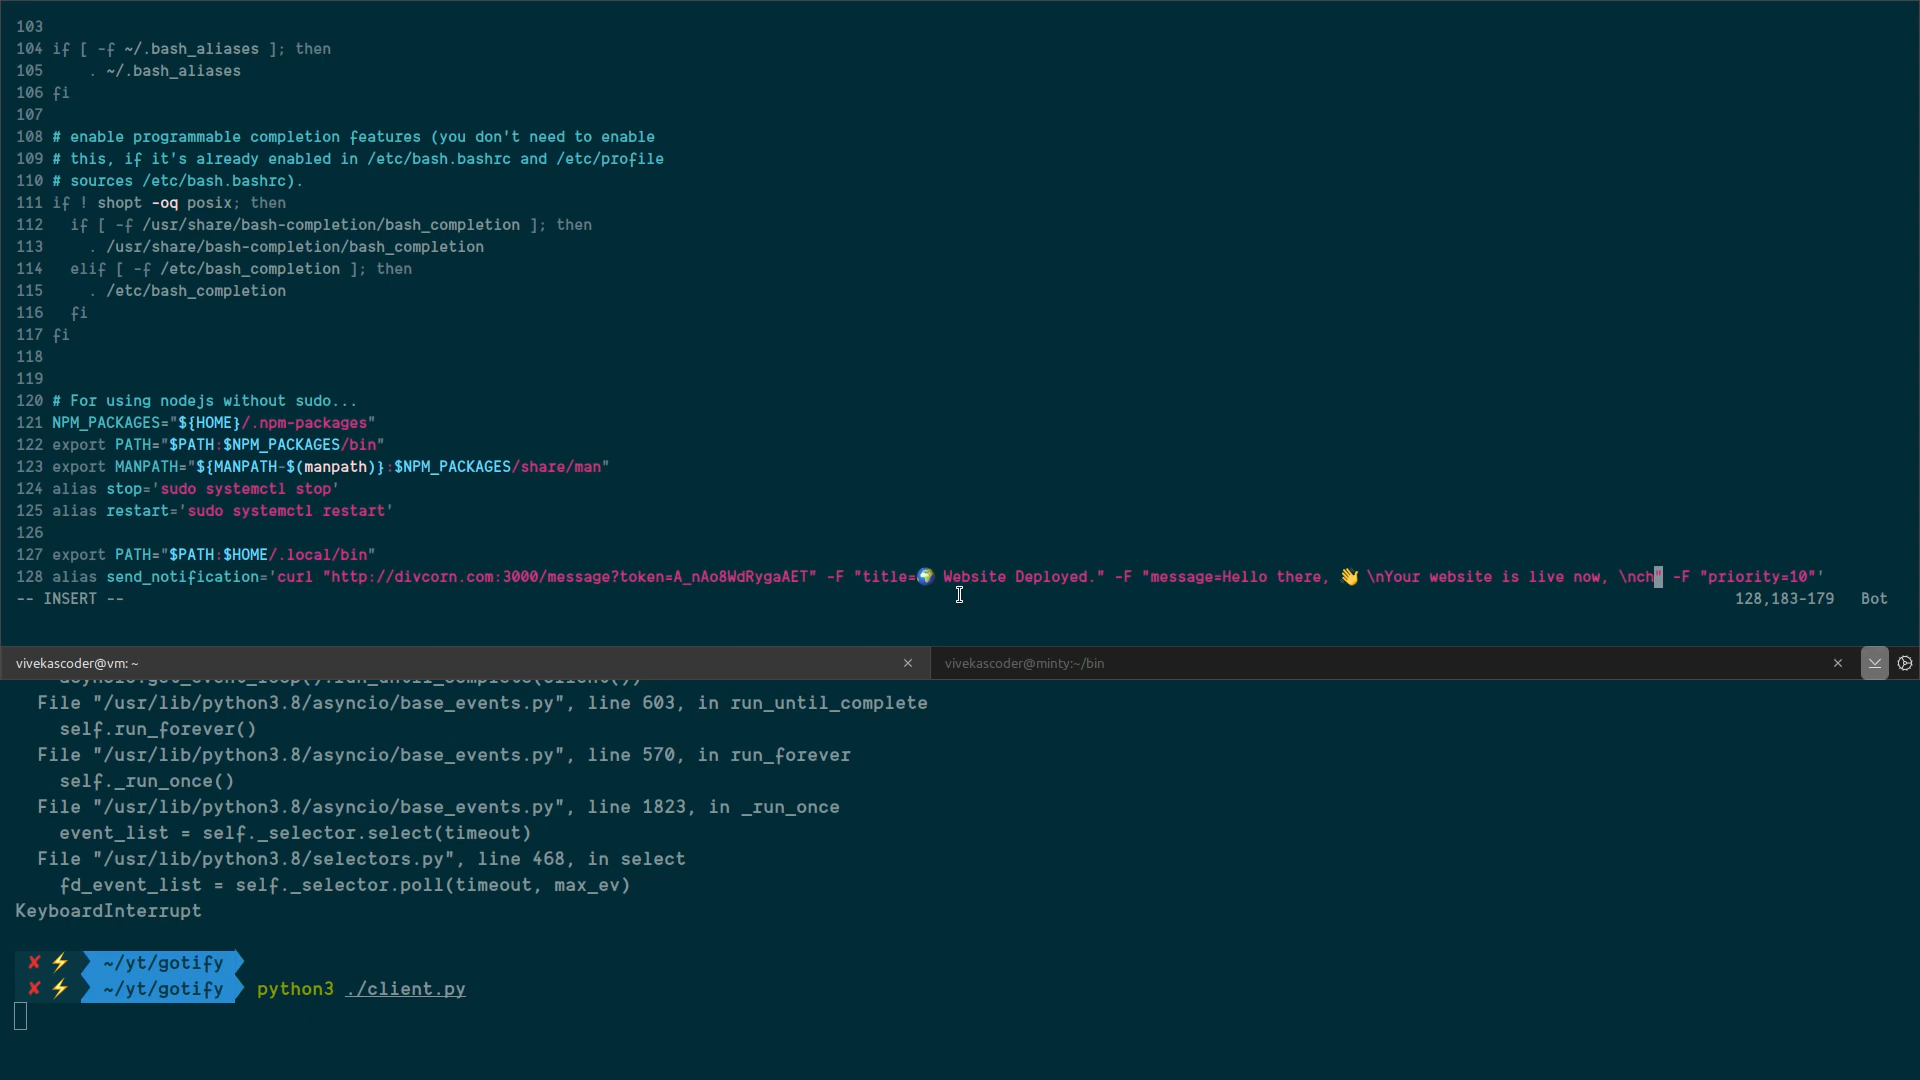 103
104 if [ -f ~/.bash_aliases ]; then
105     . ~/.bash_aliases
106 fi
107
108 # enable programmable completion features (you don't need to enable
109 # this, if it's already enabled in /etc/bash.bashrc and /etc/profile
110 # sources /etc/bash.bashrc).
111 if ! shopt -oq posix; then
112   if [ -f /usr/share/bash-completion/bash_completion ]; then
113     . /usr/share/bash-completion/bash_completion
114   elif [ -f /etc/bash_completion ]; then
115     . /etc/bash_completion
116   fi
117 fi
118
119
120 # For using nodejs without sudo...
121 NPM_PACKAGES="${HOME}/.npm-packages"
122 export PATH="$PATH:$NPM_PACKAGES/bin"
123 export MANPATH="${MANPATH-$(manpath)}:$NPM_PACKAGES/share/man"
124 alias stop='sudo systemctl stop'
125 alias restart='sudo systemctl restart'
126
127 export PATH="$PATH:$HOME/.local/bin"
128 alias send_notification='curl "http://divcorn.com:3000/message?token=A_nAo8WdRygaAET" -F "title=🌍 Website Deployed." -F "message=Hello there, 👋 \nYour website is live now, \nch" -F "priority=10"'
-- INSERT --                    128,183-179   Bot
vivekascoder@vm: ~
vivekascoder@minty:~/bin
asyncio.get_event_loop().run_until_complete(client())
  File "/usr/lib/python3.8/asyncio/base_events.py", line 603, in run_until_complete
    self.run_forever()
  File "/usr/lib/python3.8/asyncio/base_events.py", line 570, in run_forever
    self._run_once()
  File "/usr/lib/python3.8/asyncio/base_events.py", line 1823, in _run_once
    event_list = self._selector.select(timeout)
  File "/usr/lib/python3.8/selectors.py", line 468, in select
    fd_event_list = self._selector.poll(timeout, max_ev)
KeyboardInterrupt
✘ ⚡ ~/yt/gotify
✘ ⚡ ~/yt/gotify python3 ./client.py